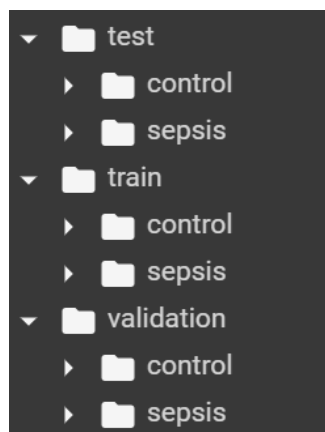 test
control
sepsis
train
control
sepsis
validation
control
sepsis